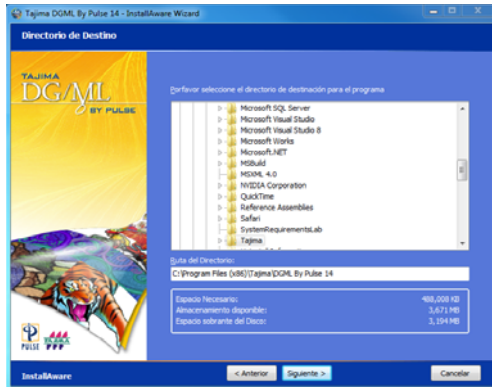 Tajima DGML By Pulse 14 - InstallAware Wizard
Directorio de Destino
TAJIMA
DG/ML
BY PULSE
Porfavor seleccione el directorio de destinación para el programa
Microsoft SQL Server
Microsoft Visual Studio
Microsoft Visual Studio 8
Microsoft Works
Microsoft.NET
MSBuild
MSXML 4.0
NVIDIA Corporation
QuickTime
Reference Assemblies
Safari
SystemRequirementsLab
Tajima
Ruta del Directorio:
C:\Program Files (x86)\Tajima\DGML By Pulse 14
Espacio Necesario: 488,008 KB
Almacenamiento disponible: 3,671 MB
Espacio sobrante del Disco: 3,194 MB
PULSE TAJIMA
InstallAware
< Anterior Siguiente > Cancelar